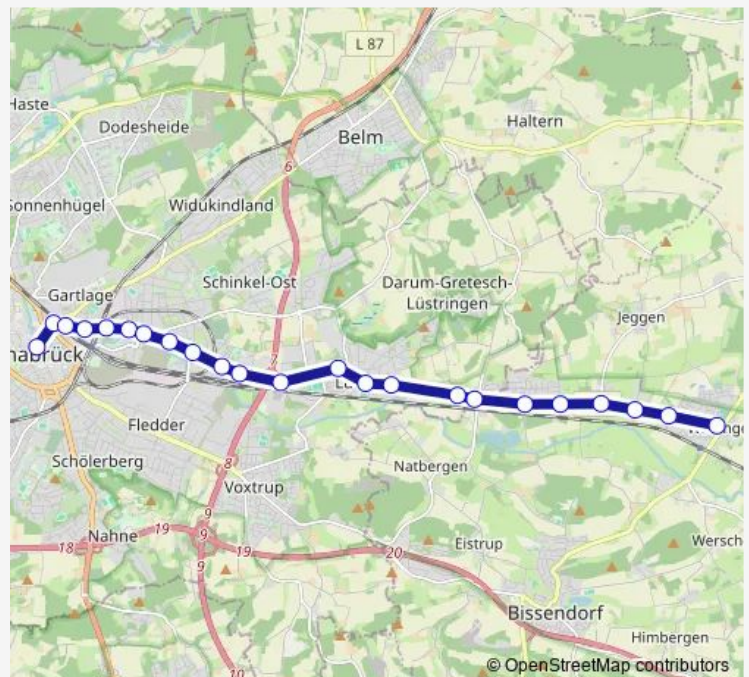 L 87
Haste
Dodesheide
Belm
Haltern
6
Sonnenhügel
Widukindland
Schinkel-Ost
Darum-Gretesch-
Lüstringen
Gartlage
Jeggen
nabrück
7
Fledder
Schölerberg
8
Natbergen
Voxtrup
9
Nahne
18
19
9
19
20
Eistrup
Wersch
9
Bissendorf
Himbergen
10
© OpenStreetMap contributors